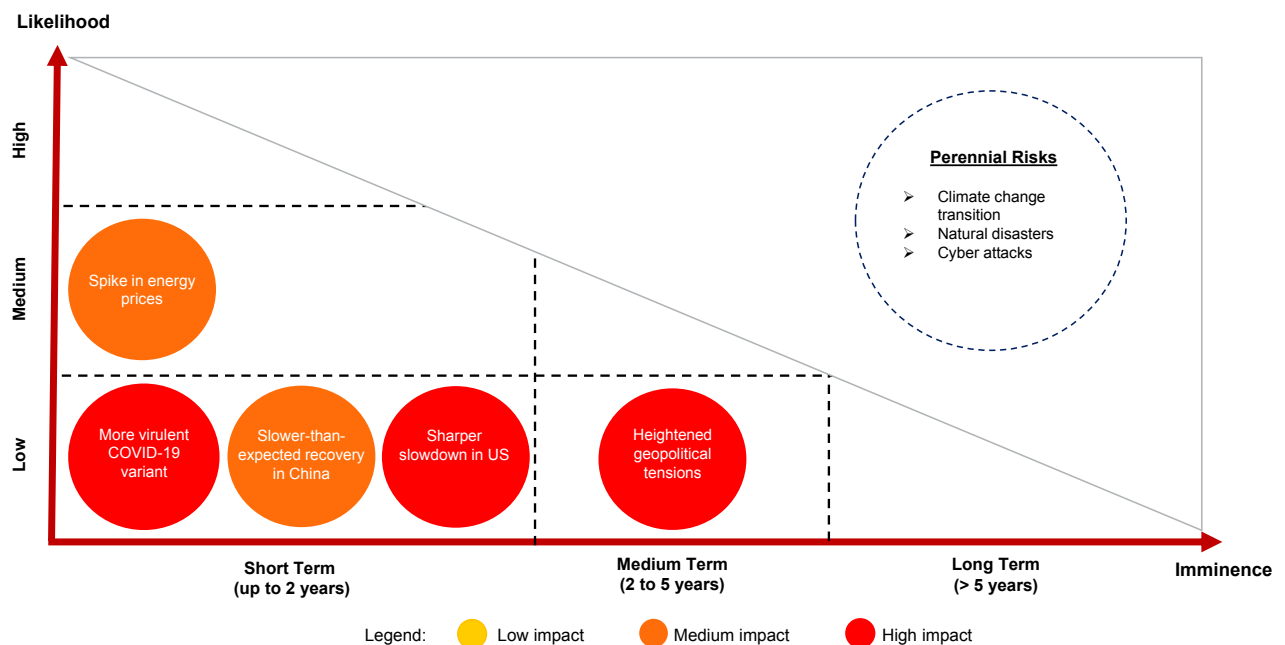 Likelihood
High
Medium
Low
Perennial Risks
➢ Climate change
transition
➢ Natural disasters
➢ Cyber attacks
Spike in energy
prices
More virulent
COVID-19
variant
Slower-than-
expected recovery
in China
Sharper
slowdown in US
Heightened
geopolitical
tensions
Short Term
(up to 2 years)
Medium Term
(2 to 5 years)
Long Term
(> 5 years)
Imminence
Legend: Low impact Medium impact High impact